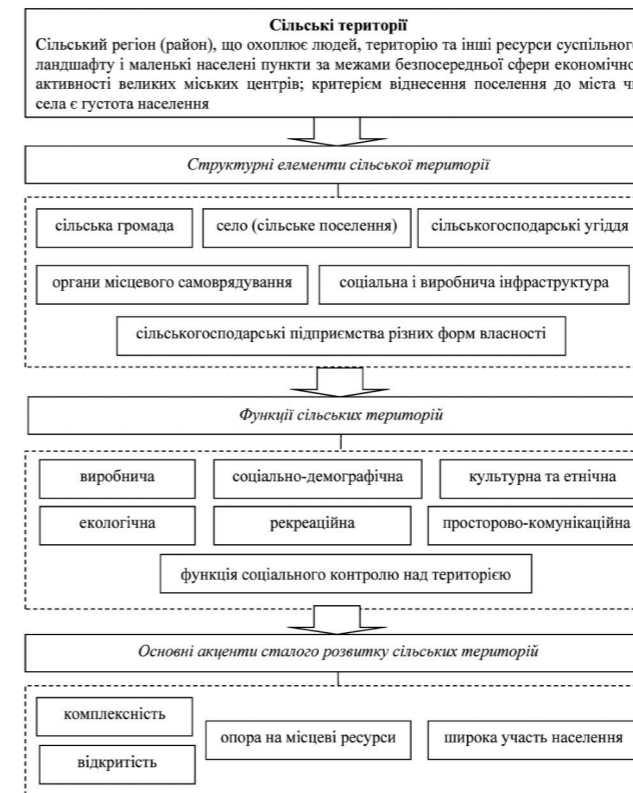 Сільські території
Сільський регіон (район), що охоплює людей, територію та інші ресурси суспільного
ландшафту і маленькі населені пункти за межами безпосередньої сфери економічно
активності великих міських центрів; критерієм віднесення поселення до міста ч
села є густота населення
Структурні елементи сільської території
сільська громада
село (сільське поселення)
сільськогосподарські угіддя
органи місцевого самоврядування
соціальна і виробнича інфраструктура
сільськогосподарські підприємства різних форм власності
Функції сільських територій
виробнича
соціально-демографічна
культурна та етнічна
екологічна
рекреаційна
просторово-комунікаційна
функція соціального контролю над територією
Основні акценти сталого розвитку сільських територій
комплексність
опора на місцеві ресурси
широка участь населення
відкритість